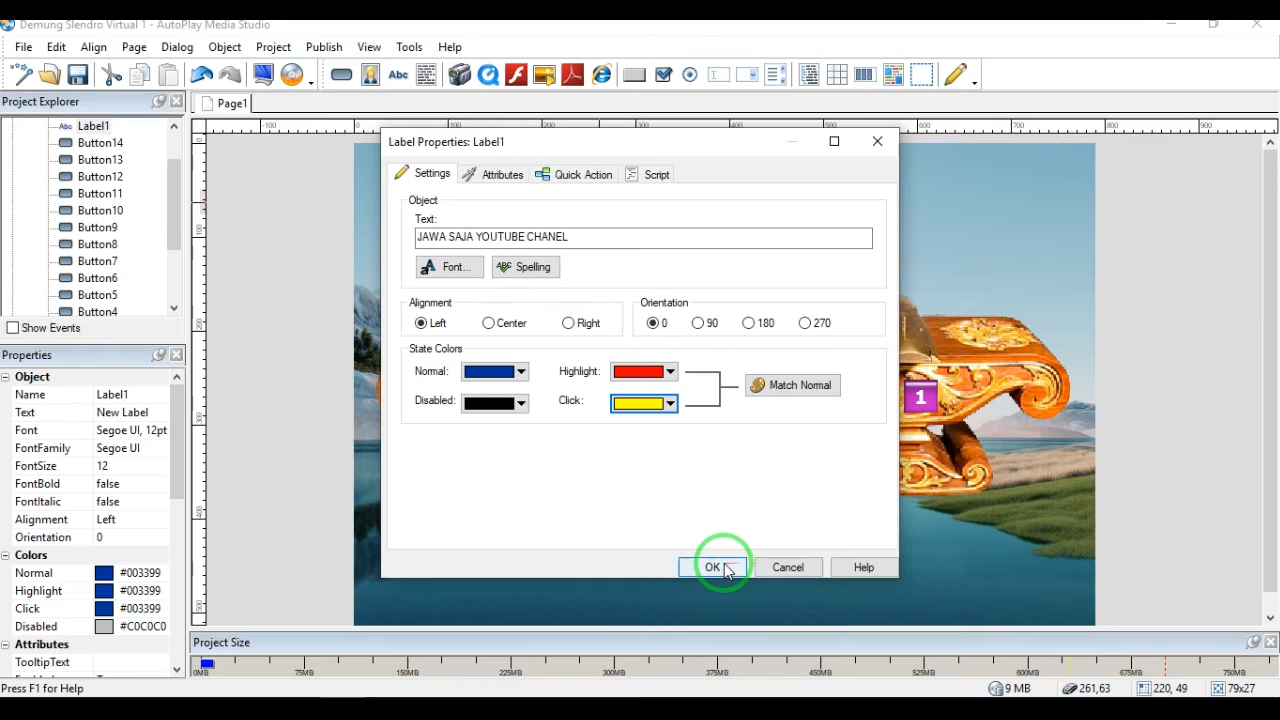 Demung Slendro Virtual 1 - AutoPlay Media Studio
File Edit Align Page Dialog Object Project Publish View Tools Help
Abc
Project Explorer
Page1
Abc Label1
Button14
Button13
Button12
Button11
Button10
Button9
Button8
Button7
Button6
Button5
Button4
Show Events
Properties
Object
Name Label1
Text New Label
Font Segoe UI, 12pt
FontFamily Segoe UI
FontSize 12
FontBold false
FontItalic false
Alignment Left
Orientation 0
Colors
Normal #003399
Highlight #003399
Click #003399
Disabled #C0C0C0
Attributes
TooltipText
Label Properties: Label1
Settings Attributes Quick Action Script
Object
Text:
JAWA SAJA YOUTUBE CHANEL
Font... ABC Spelling
Alignment
Left Center Right
Orientation
0 90 180 270
State Colors
Normal: Highlight:
Match Normal
Disabled: Click:
OK Cancel Help
1
Project Size
0MB 75MB 150MB 225MB 300MB 375MB 450MB 525MB 600MB 675MB 750MB
Press F1 for Help
9 MB 261,63 220, 49 79x27